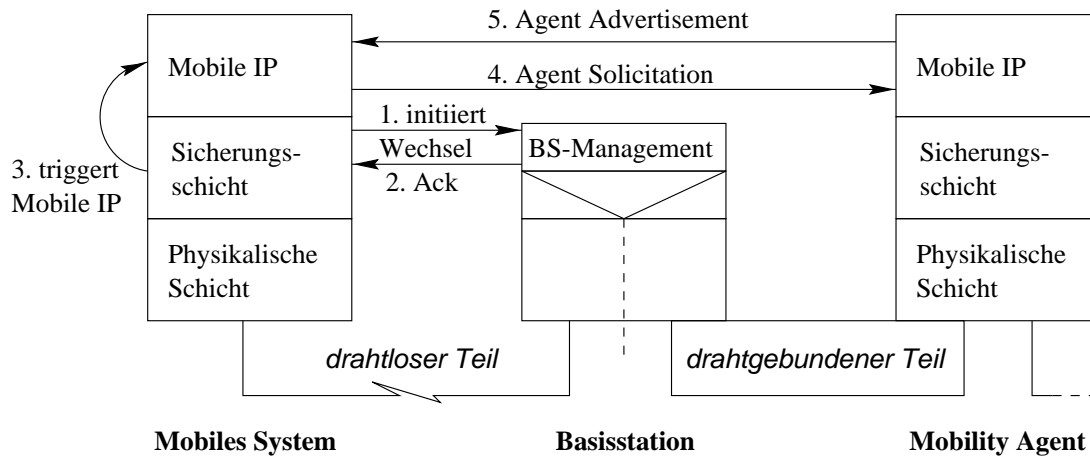 5. Agent Advertisement
Mobile IP
4. Agent Solicitation
Mobile IP
1. initiiert
Wechsel
2. Ack
BS-Management
3. triggert
Mobile IP
Sicherungs-
schicht
Sicherungs-
schicht
Physikalische
Schicht
Physikalische
Schicht
drahtloser Teil
drahtgebundener Teil
Mobiles System
Basisstation
Mobility Agent